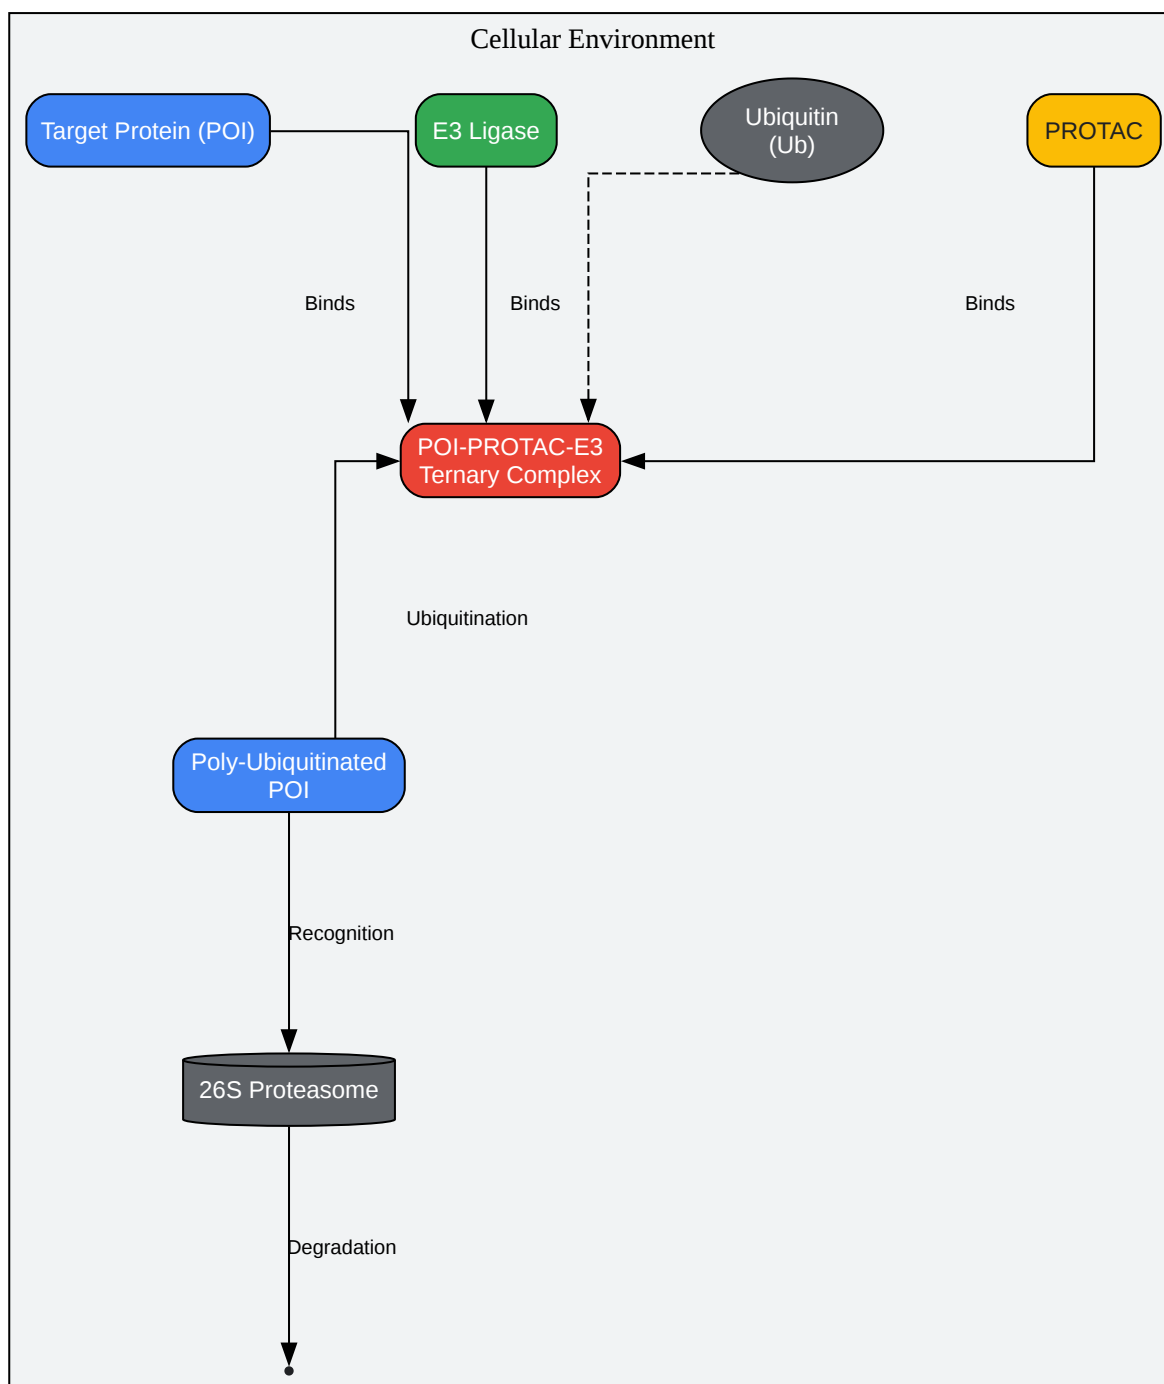 Cellular Environment
Target Protein (POI)
E3 Ligase
Ubiquitin
(Ub)
PROTAC
Binds
Binds
Binds
POI-PROTAC-E3
Ternary Complex
Ubiquitination
Poly-Ubiquitinated
POI
Recognition
26S Proteasome
Degradation